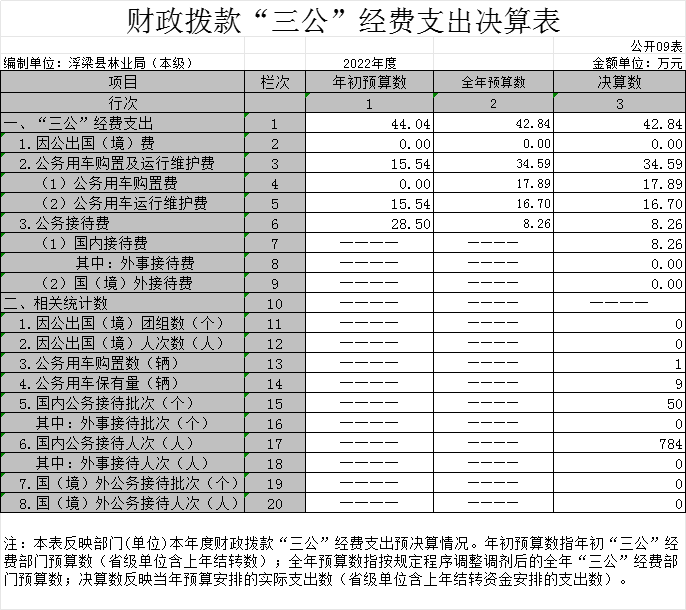 财政拨款“三公”经费支出决算表
公开09表
编制单位：浮梁县林业局（本级） 2022年度 金额单位：万元
项目 栏次 年初预算数 全年预算数 决算数
行次 1 2 3
一、“三公”经费支出 1 44.04 42.84 42.84
1.因公出国（境）费 2 0.00 0.00 0.00
2.公务用车购置及运行维护费 3 15.54 34.59 34.59
（1）公务用车购置费 4 0.00 17.89 17.89
（2）公务用车运行维护费 5 15.54 16.70 16.70
3.公务接待费 6 28.50 8.26 8.26
（1）国内接待费 7 ———— ———— 8.26
其中：外事接待费 8 ———— ———— 0.00
（2）国（境）外接待费 9 ———— ———— 0.00
二、相关统计数 10 ———— ———— ————
1.因公出国（境）团组数（个） 11 ———— ———— 0
2.因公出国（境）人次数（人） 12 ———— ———— 0
3.公务用车购置数（辆） 13 ———— ———— 1
4.公务用车保有量（辆） 14 ———— ———— 9
5.国内公务接待批次（个） 15 ———— ———— 50
其中：外事接待批次（个） 16 ———— ———— 0
6.国内公务接待人次（人） 17 ———— ———— 784
其中：外事接待人次（人） 18 ———— ———— 0
7.国（境）外公务接待批次（个） 19 ———— ———— 0
8.国（境）外公务接待人次（人） 20 ———— ———— 0
注：本表反映部门(单位)本年度财政拨款“三公”经费支出预决算情况。年初预算数指年初“三公”经
费部门预算数（省级单位含上年结转数）；全年预算数指按规定程序调整调剂后的全年“三公”经费部
门预算数；决算数反映当年预算安排的实际支出数（省级单位含上年结转资金安排的支出数）。